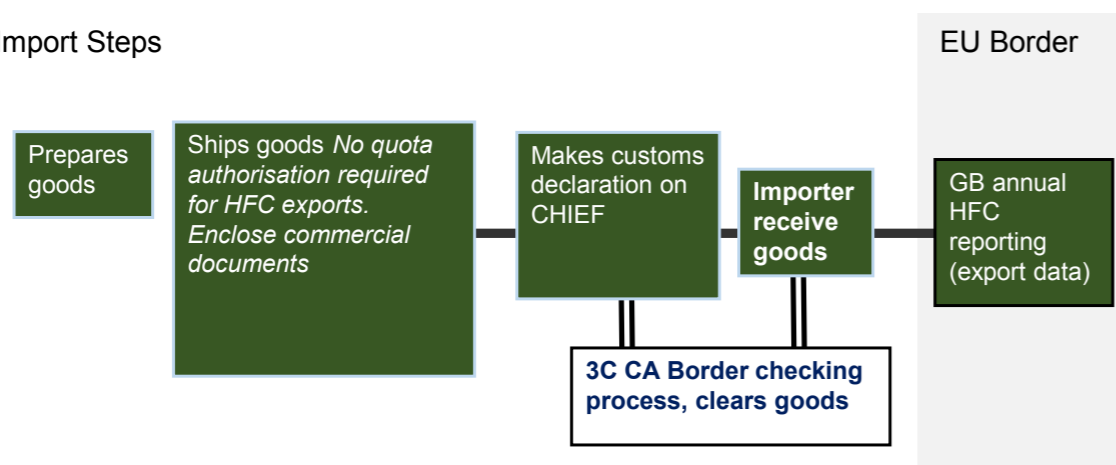 mport Steps
EU Border
Prepares
goods
Ships goods No quota
authorisation required
for HFC exports.
Enclose commercial
documents
Makes customs
declaration on
CHIEF
Importer
receive
goods
GB annual
HFC
reporting
(export data)
3C CA Border checking
process, clears goods